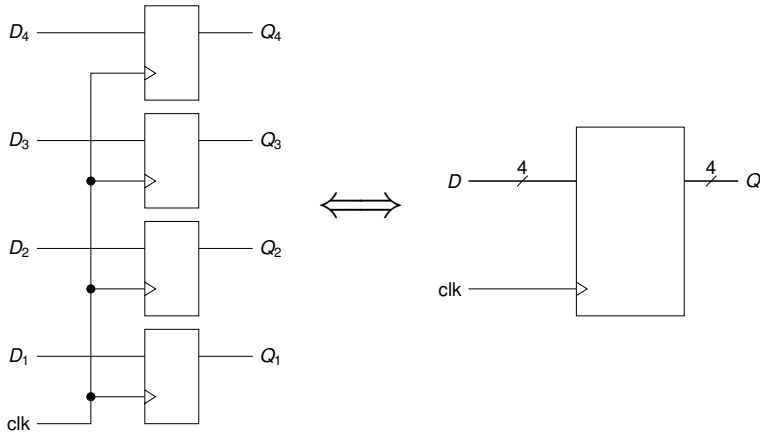 D₄ Q₄
D₃ Q₃
D₂ Q₂
D₁ Q₁
clk
4 4
D Q
clk